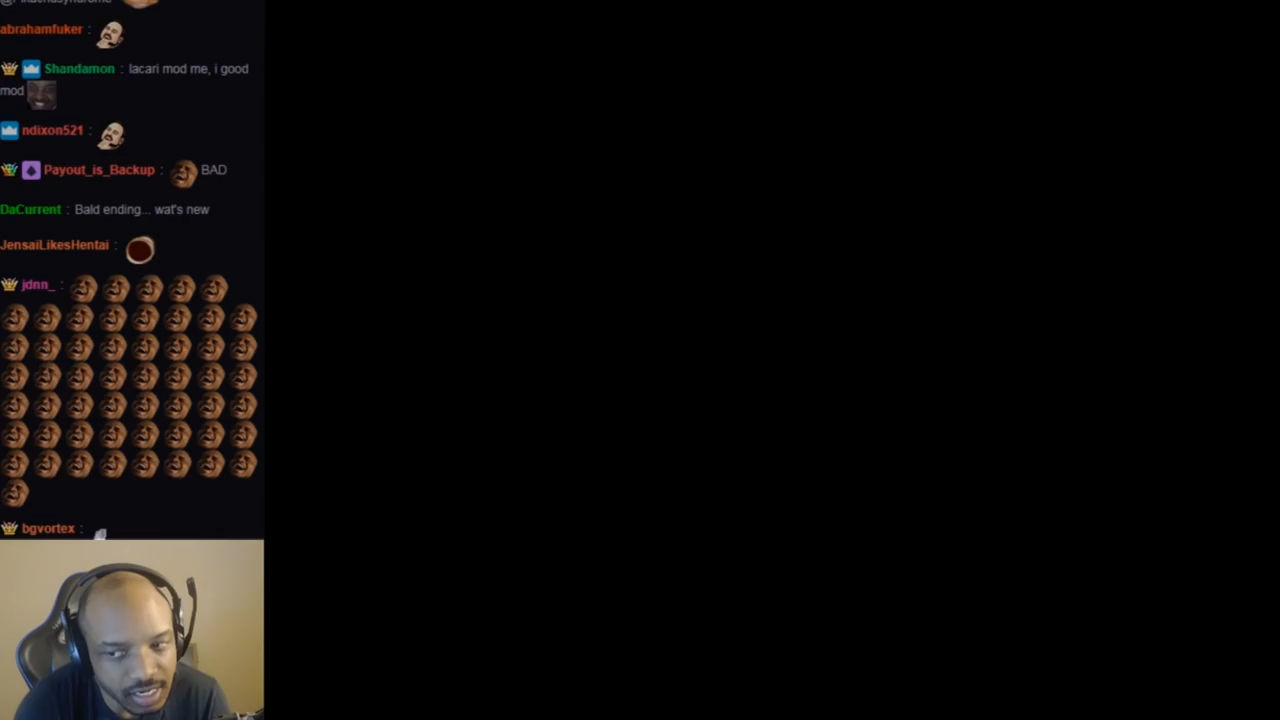 abrahamfuker :
Shandamon : lacari mod me, i good
mod
ndixon521 :
Payout_is_Backup : BAD
DaCurrent : Bald ending... wat's new
JensaiLikesHentai :
jdnn_ :
bgvortex :